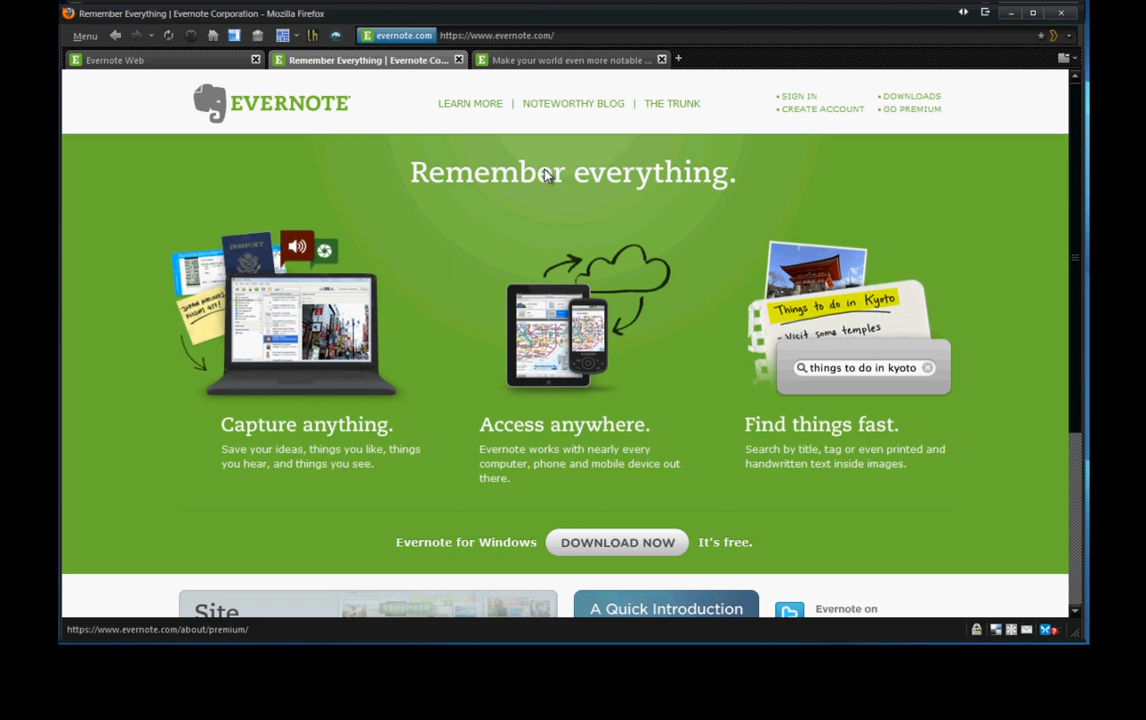 Remember Everything | Evernote Corporation - Mozilla Firefox
Menu
evernote.com https://www.evernote.com/
Evernote Web
Remember Everything | Evernote Co...
Make your world even more notable ...
EVERNOTE
LEARN MORE | NOTEWORTHY BLOG | THE TRUNK
• SIGN IN
• DOWNLOADS
• CREATE ACCOUNT
• GO PREMIUM
Remember everything.
PASSPORT
Things to do in Kyoto
- Visit some temples
things to do in kyoto
Capture anything.
Save your ideas, things you like, things
you hear, and things you see.
Access anywhere.
Evernote works with nearly every
computer, phone and mobile device out
there.
Find things fast.
Search by title, tag or even printed and
handwritten text inside images.
Evernote for Windows DOWNLOAD NOW It's free.
Site
REMEMBER
A Quick Introduction
Evernote on
https://www.evernote.com/about/premium/